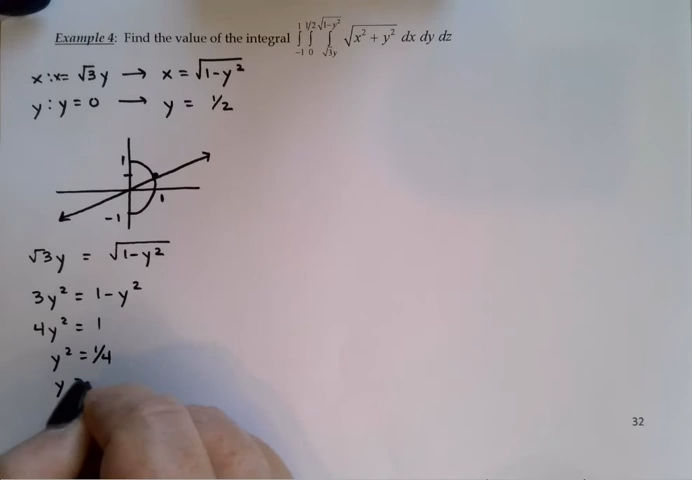 Example 4: Find the value of the integral ∫₋₁¹ ∫₀^{1/2} ∫_{√3y}^{√1-y²} √x² + y² dx dy dz
x : x = √3 y → x = √1-y²
y : y = 0 → y = 1/2
1
1
-1
√3 y = √1-y²
3y² = 1-y²
4y² = 1
y² = 1/4
y =
32